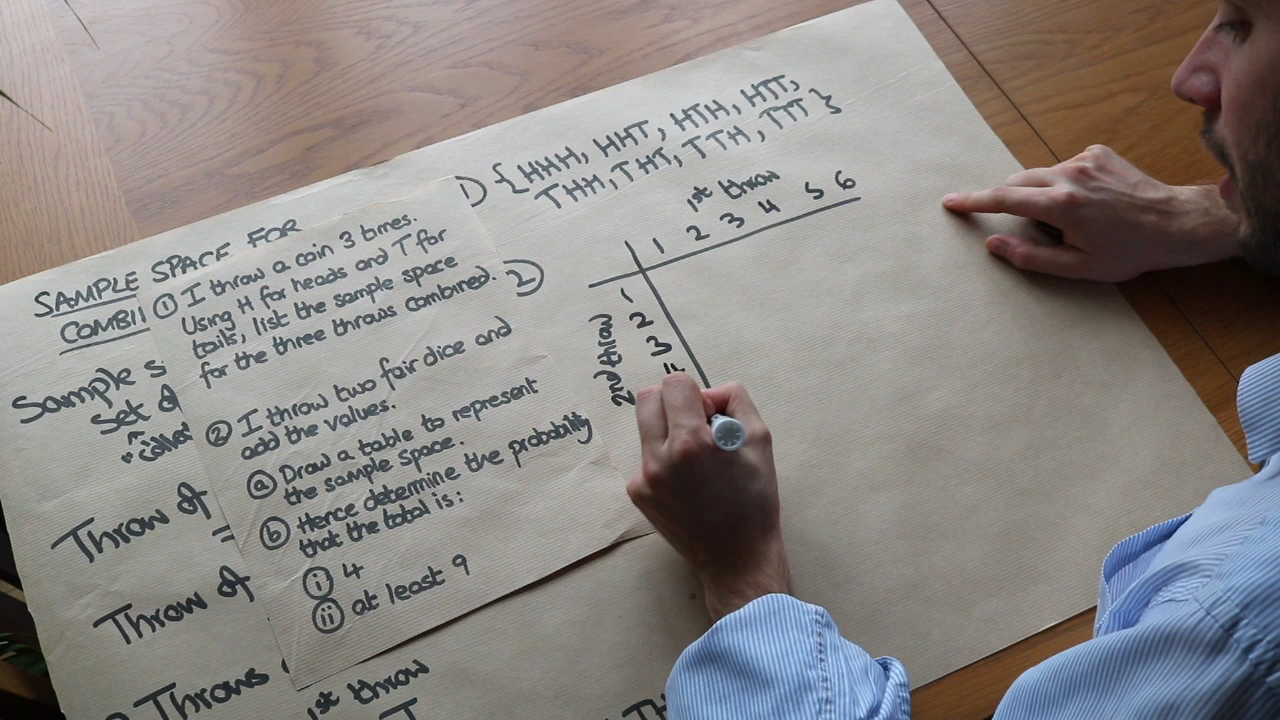 SAMPLE SPACE FOR
COMBI
Sample s
Set
"
Throw of
=
Throw of
Throws
1st throw
T
① I throw a coin 3 times.
Using H for heads and T for
tails, list the sample space
for the three throws combined.
② I throw two fair dice and
add the values.
ⓐ Draw a table to represent
the sample space.
ⓑ Hence determine the probability
that the total is:
ⓘ 4
ⓘⓘ at least 9
1) {HHH, HHT, HTH, HTT,
THH, THT, TTH, TTT}
2)
1st throw
1 2 3 4 5 6
2nd throw
1
2
3
4
TH